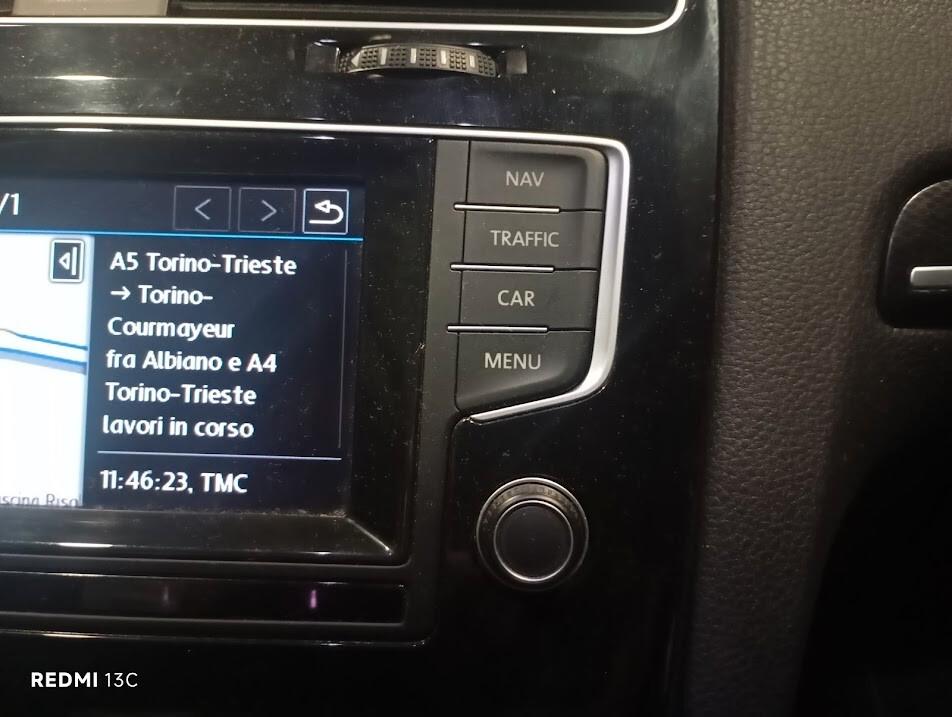 /1
A5 Torino-Trieste
→ Torino-
Courmayeur
fra Albiano e A4
Torino-Trieste
lavori in corso
11:46:23, TMC
NAV
TRAFFIC
CAR
MENU
REDMI 13C